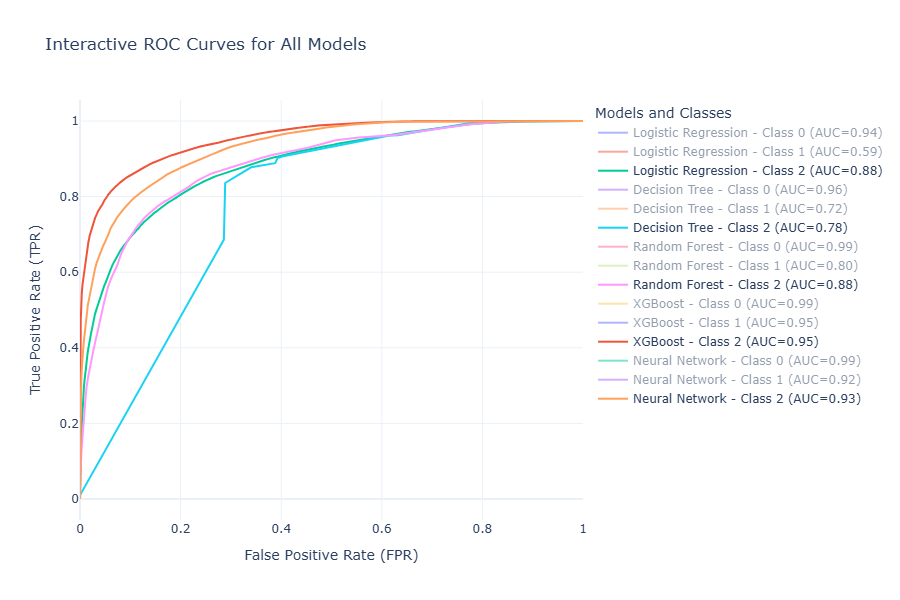 Interactive ROC Curves for All Models
Models and Classes
Logistic Regression - Class 0 (AUC=0.94)
Logistic Regression - Class 1 (AUC=0.59)
Logistic Regression - Class 2 (AUC=0.88)
Decision Tree - Class 0 (AUC=0.96)
Decision Tree - Class 1 (AUC=0.72)
Decision Tree - Class 2 (AUC=0.78)
Random Forest - Class 0 (AUC=0.99)
Random Forest - Class 1 (AUC=0.80)
Random Forest - Class 2 (AUC=0.88)
XGBoost - Class 0 (AUC=0.99)
XGBoost - Class 1 (AUC=0.95)
XGBoost - Class 2 (AUC=0.95)
Neural Network - Class 0 (AUC=0.99)
Neural Network - Class 1 (AUC=0.92)
Neural Network - Class 2 (AUC=0.93)
True Positive Rate (TPR)
1
0.8
0.6
0.4
0.2
0
0 0.2 0.4 0.6 0.8 1
False Positive Rate (FPR)